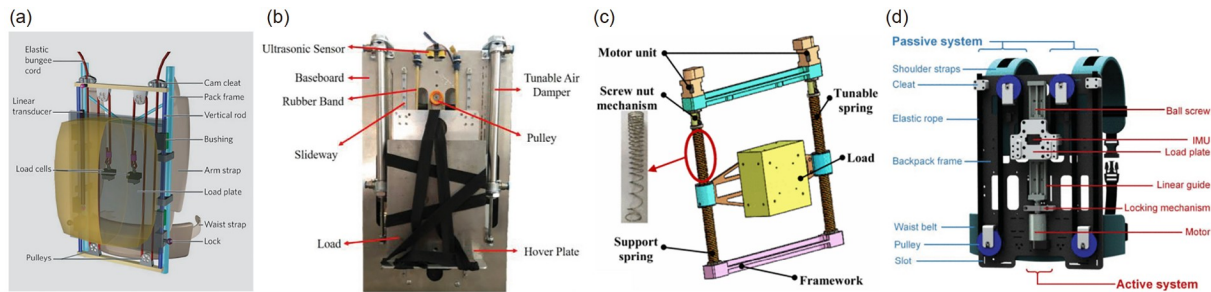 (a)
Elastic
bungee
cord
Linear
transducer
Load cells
Pulleys
Cam cleat
Pack frame
Vertical rod
Bushing
Arm strap
Load plate
Waist strap
Lock
(b)
Ultrasonic Sensor
Baseboard
Rubber Band
Slideway
Load
Tunable Air
Damper
Pulley
Hover Plate
(c)
Motor unit
Screw nut
mechanism
Tunable
spring
Load
Support
spring
Framework
(d)
Passive system
Shoulder straps
Cleat
Elastic rope
Backpack frame
Waist belt
Pulley
Slot
Ball screw
IMU
Load plate
Linear guide
Locking mechanism
Motor
Active system